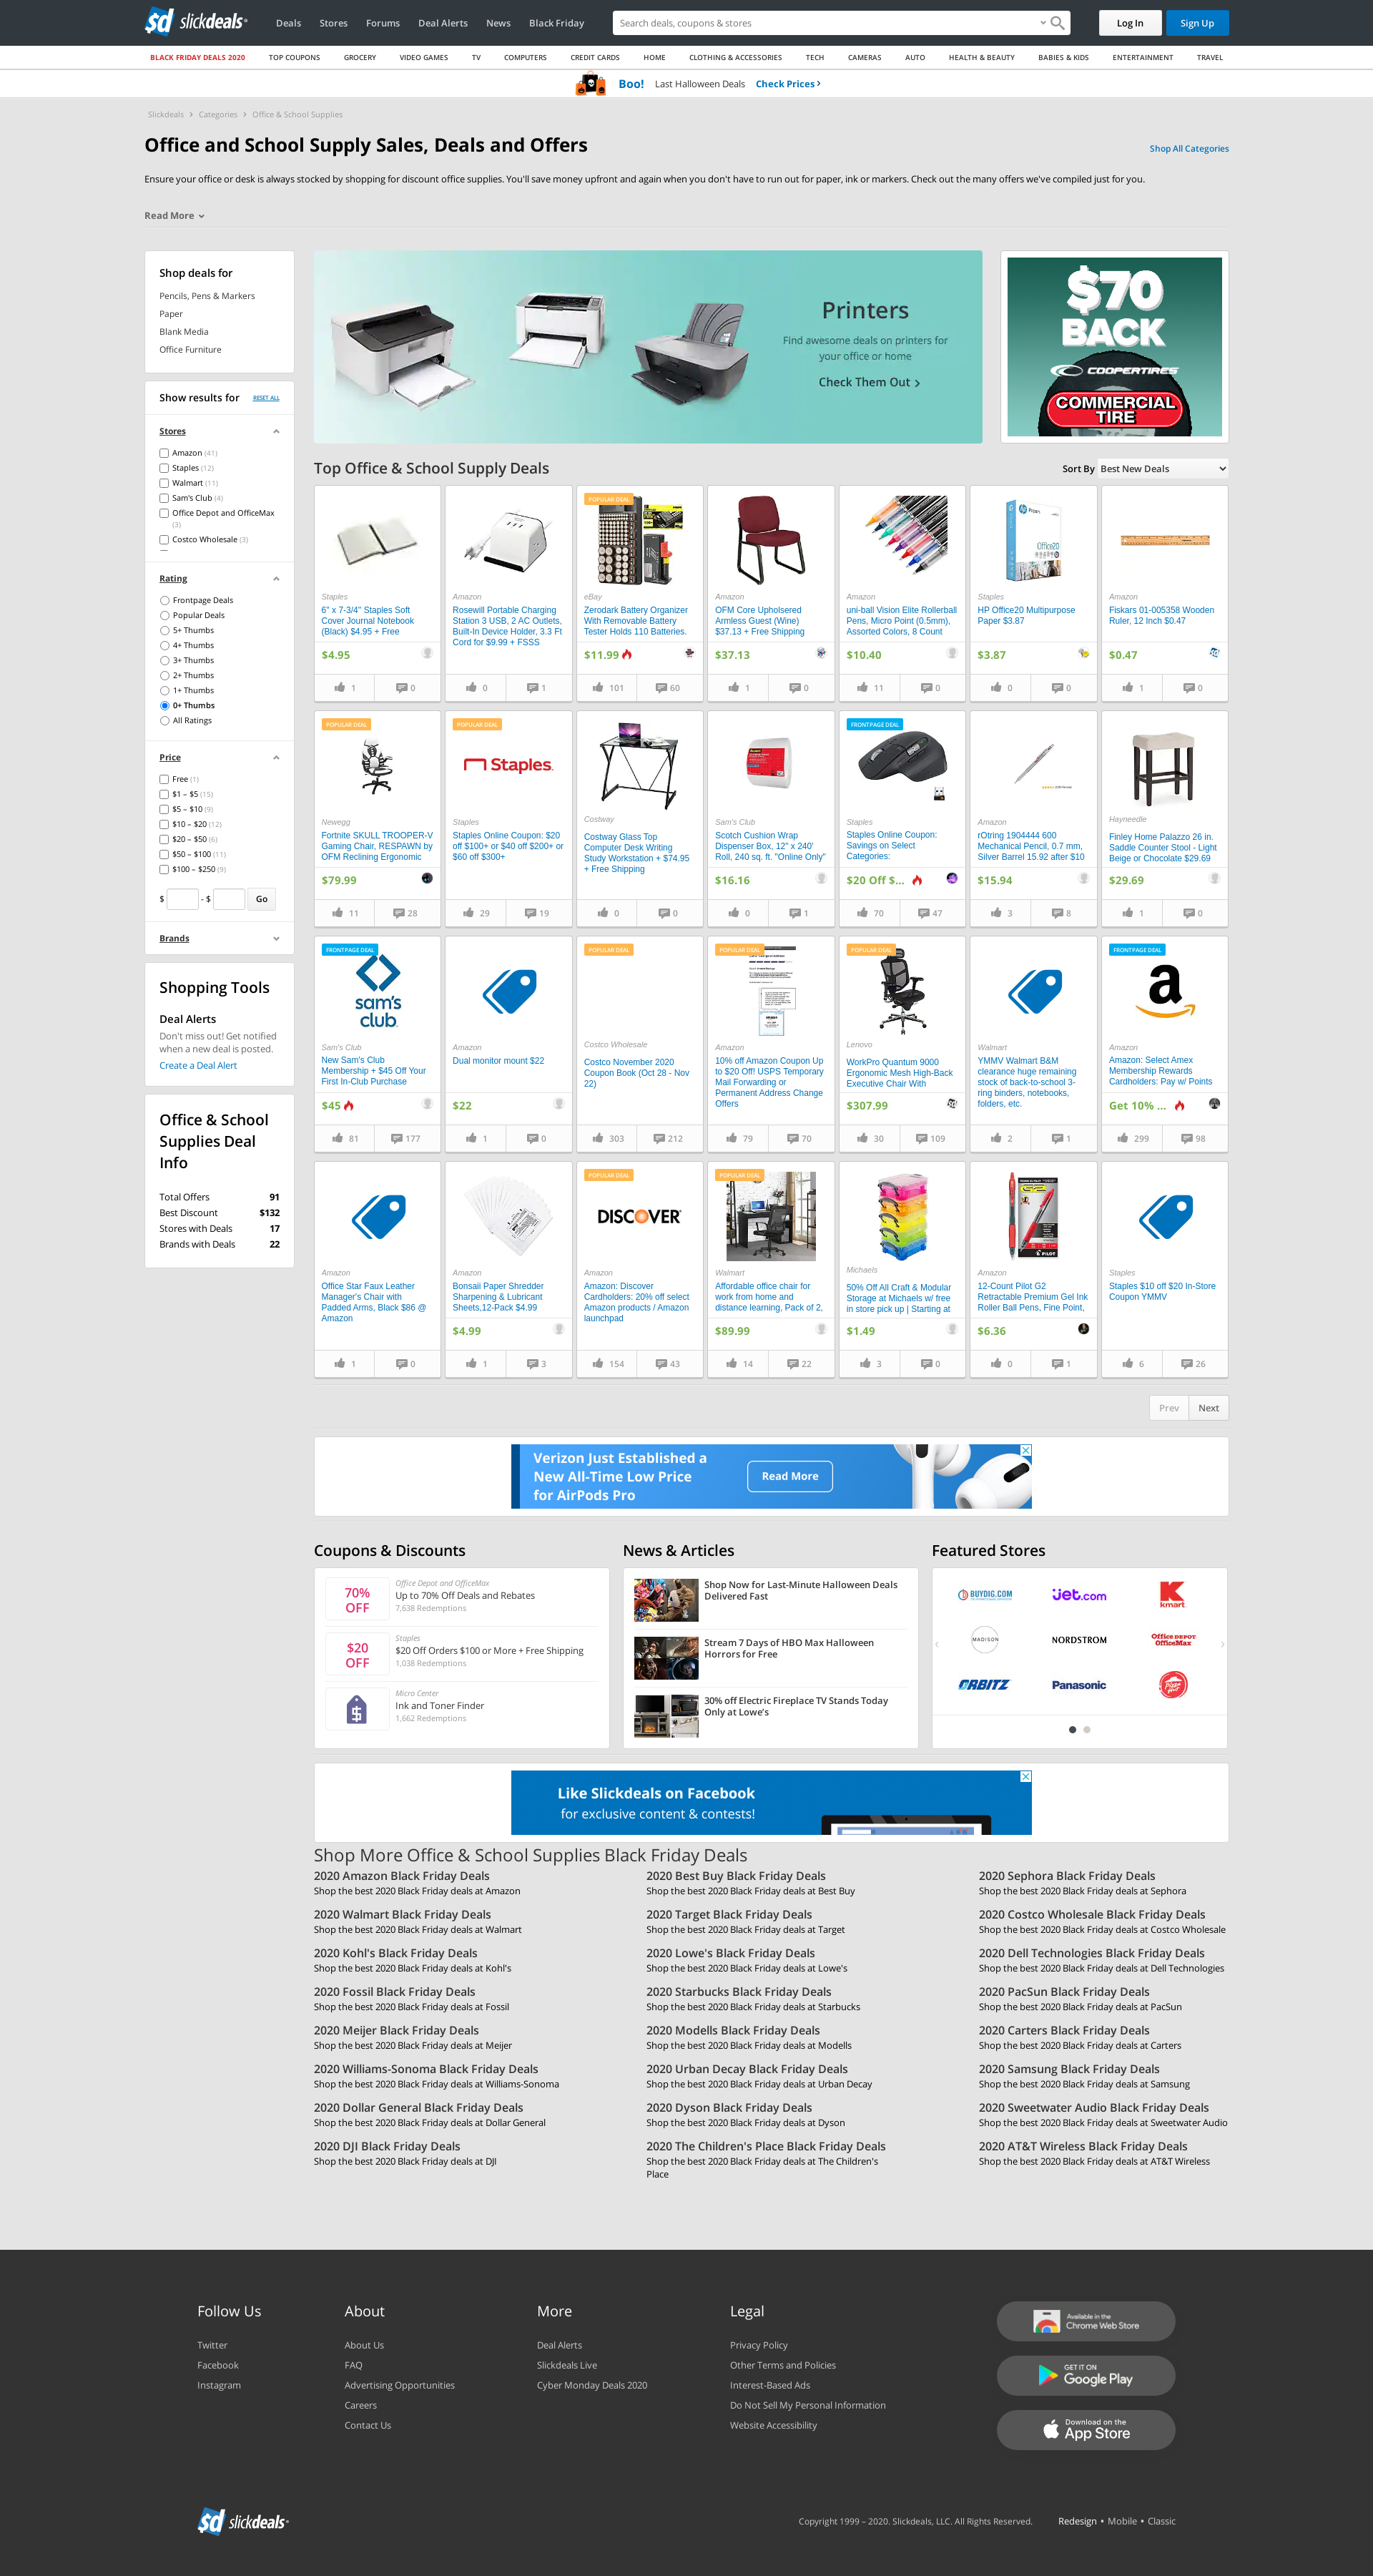 slickdeals
Deals Stores Forums Deal Alerts News Black Friday
Search deals, coupons & stores
Log In
Sign Up
BLACK FRIDAY DEALS 2020 TOP COUPONS GROCERY VIDEO GAMES TV COMPUTERS CREDIT CARDS HOME CLOTHING & ACCESSORIES TECH CAMERAS AUTO HEALTH & BEAUTY BABIES & KIDS ENTERTAINMENT TRAVEL
Boo! Last Halloween Deals Check Prices
Slickdeals > Categories > Office & School Supplies
Office and School Supply Sales, Deals and Offers
Shop All Categories
Ensure your office or desk is always stocked by shopping for discount office supplies. You'll save money upfront and again when you don't have to run out for paper, ink or markers. Check out the many offers we've compiled just for you.
Read More
Shop deals for
Pencils, Pens & Markers
Paper
Blank Media
Office Furniture
Show results for RESET ALL
Stores
Amazon (41)
Staples (12)
Walmart (11)
Sam's Club (4)
Office Depot and OfficeMax
(3)
Costco Wholesale (3)
Rating
Frontpage Deals
Popular Deals
5+ Thumbs
4+ Thumbs
3+ Thumbs
2+ Thumbs
1+ Thumbs
0+ Thumbs
All Ratings
Price
Free (1)
$1 – $5 (15)
$5 – $10 (9)
$10 – $20 (12)
$20 – $50 (6)
$50 – $100 (11)
$100 – $250 (9)
$ - $ Go
Brands
Shopping Tools
Deal Alerts
Don't miss out! Get notified
when a new deal is posted.
Create a Deal Alert
Office & School
Supplies Deal
Info
Total Offers 91
Best Discount $132
Stores with Deals 17
Brands with Deals 22
Printers
Find awesome deals on printers for
your office or home
Check Them Out
$70
BACK
COOPERTIRES
COMMERCIAL
TIRE
Top Office & School Supply Deals
Sort By Best New Deals
Staples
6" x 7-3/4" Staples Soft
Cover Journal Notebook
(Black) $4.95 + Free
$4.95
1 0
Amazon
Rosewill Portable Charging
Station 3 USB, 2 AC Outlets,
Built-In Device Holder, 3.3 Ft
Cord for $9.99 + FSSS
0 1
POPULAR DEAL
eBay
Zerodark Battery Organizer
With Removable Battery
Tester Holds 110 Batteries.
$11.99
101 60
Amazon
OFM Core Upholsered
Armless Guest (Wine)
$37.13 + Free Shipping
$37.13
1 0
Amazon
uni-ball Vision Elite Rollerball
Pens, Micro Point (0.5mm),
Assorted Colors, 8 Count
$10.40
11 0
Office20
Staples
HP Office20 Multipurpose
Paper $3.87
$3.87
0 0
Amazon
Fiskars 01-005358 Wooden
Ruler, 12 Inch $0.47
$0.47
1 0
POPULAR DEAL
Newegg
Fortnite SKULL TROOPER-V
Gaming Chair, RESPAWN by
OFM Reclining Ergonomic
$79.99
11 28
POPULAR DEAL
Staples
Staples
Staples Online Coupon: $20
off $100+ or $40 off $200+ or
$60 off $300+
29 19
Costway
Costway Glass Top
Computer Desk Writing
Study Workstation + $74.95
+ Free Shipping
0 0
Sam's Club
Scotch Cushion Wrap
Dispenser Box, 12" x 240'
Roll, 240 sq. ft. "Online Only"
$16.16
0 1
FRONTPAGE DEAL
Staples
Staples Online Coupon:
Savings on Select
Categories:
$20 Off $...
70 47
Amazon
rOtring 1904444 600
Mechanical Pencil, 0.7 mm,
Silver Barrel 15.92 after $10
$15.94
3 8
Hayneedle
Finley Home Palazzo 26 in.
Saddle Counter Stool - Light
Beige or Chocolate $29.69
$29.69
1 0
FRONTPAGE DEAL
sam's
club
Sam's Club
New Sam's Club
Membership + $45 Off Your
First In-Club Purchase
$45
81 177
Amazon
Dual monitor mount $22
$22
1 0
POPULAR DEAL
Costco Wholesale
Costco November 2020
Coupon Book (Oct 28 - Nov
22)
303 212
POPULAR DEAL
Amazon
10% off Amazon Coupon Up
to $20 Off! USPS Temporary
Mail Forwarding or
Permanent Address Change
Offers
79 70
POPULAR DEAL
Lenovo
WorkPro Quantum 9000
Ergonomic Mesh High-Back
Executive Chair With
$307.99
30 109
Walmart
YMMV Walmart B&M
clearance huge remaining
stock of back-to-school 3-
ring binders, notebooks,
folders, etc.
2 1
FRONTPAGE DEAL
a
Amazon
Amazon: Select Amex
Membership Rewards
Cardholders: Pay w/ Points
Get 10% ...
299 98
Amazon
Office Star Faux Leather
Manager's Chair with
Padded Arms, Black $86 @
Amazon
1 0
Amazon
Bonsaii Paper Shredder
Sharpening & Lubricant
Sheets,12-Pack $4.99
$4.99
1 3
POPULAR DEAL
DISCOVER
Amazon
Amazon: Discover
Cardholders: 20% off select
Amazon products / Amazon
launchpad
154 43
POPULAR DEAL
Walmart
Affordable office chair for
work from home and
distance learning, Pack of 2,
$89.99
14 22
Michaels
50% Off All Craft & Modular
Storage at Michaels w/ free
in store pick up | Starting at
$1.49
3 0
G2
PILOT
Amazon
12-Count Pilot G2
Retractable Premium Gel Ink
Roller Ball Pens, Fine Point,
$6.36
0 1
Staples
Staples $10 off $20 In-Store
Coupon YMMV
6 26
Prev Next
Verizon Just Established a
New All-Time Low Price
for AirPods Pro
Read More
Coupons & Discounts
70%
OFF
Office Depot and OfficeMax
Up to 70% Off Deals and Rebates
7,638 Redemptions
$20
OFF
Staples
$20 Off Orders $100 or More + Free Shipping
1,038 Redemptions
Micro Center
Ink and Toner Finder
1,662 Redemptions
News & Articles
Shop Now for Last-Minute Halloween Deals
Delivered Fast
Stream 7 Days of HBO Max Halloween
Horrors for Free
30% off Electric Fireplace TV Stands Today
Only at Lowe's
Featured Stores
BUYDIG.COM
Jet.com
kmart
MADISON
NORDSTROM
Office DEPOT
OfficeMax
ORBITZ
Panasonic
Pizza Hut
Like Slickdeals on Facebook
for exclusive content & contests!
Shop More Office & School Supplies Black Friday Deals
2020 Amazon Black Friday Deals
Shop the best 2020 Black Friday deals at Amazon
2020 Best Buy Black Friday Deals
Shop the best 2020 Black Friday deals at Best Buy
2020 Sephora Black Friday Deals
Shop the best 2020 Black Friday deals at Sephora
2020 Walmart Black Friday Deals
Shop the best 2020 Black Friday deals at Walmart
2020 Target Black Friday Deals
Shop the best 2020 Black Friday deals at Target
2020 Costco Wholesale Black Friday Deals
Shop the best 2020 Black Friday deals at Costco Wholesale
2020 Kohl's Black Friday Deals
Shop the best 2020 Black Friday deals at Kohl's
2020 Lowe's Black Friday Deals
Shop the best 2020 Black Friday deals at Lowe's
2020 Dell Technologies Black Friday Deals
Shop the best 2020 Black Friday deals at Dell Technologies
2020 Fossil Black Friday Deals
Shop the best 2020 Black Friday deals at Fossil
2020 Starbucks Black Friday Deals
Shop the best 2020 Black Friday deals at Starbucks
2020 PacSun Black Friday Deals
Shop the best 2020 Black Friday deals at PacSun
2020 Meijer Black Friday Deals
Shop the best 2020 Black Friday deals at Meijer
2020 Modells Black Friday Deals
Shop the best 2020 Black Friday deals at Modells
2020 Carters Black Friday Deals
Shop the best 2020 Black Friday deals at Carters
2020 Williams-Sonoma Black Friday Deals
Shop the best 2020 Black Friday deals at Williams-Sonoma
2020 Urban Decay Black Friday Deals
Shop the best 2020 Black Friday deals at Urban Decay
2020 Samsung Black Friday Deals
Shop the best 2020 Black Friday deals at Samsung
2020 Dollar General Black Friday Deals
Shop the best 2020 Black Friday deals at Dollar General
2020 Dyson Black Friday Deals
Shop the best 2020 Black Friday deals at Dyson
2020 Sweetwater Audio Black Friday Deals
Shop the best 2020 Black Friday deals at Sweetwater Audio
2020 DJI Black Friday Deals
Shop the best 2020 Black Friday deals at DJI
2020 The Children's Place Black Friday Deals
Shop the best 2020 Black Friday deals at The Children's
Place
2020 AT&T Wireless Black Friday Deals
Shop the best 2020 Black Friday deals at AT&T Wireless
Follow Us
Twitter
Facebook
Instagram
About
About Us
FAQ
Advertising Opportunities
Careers
Contact Us
More
Deal Alerts
Slickdeals Live
Cyber Monday Deals 2020
Legal
Privacy Policy
Other Terms and Policies
Interest-Based Ads
Do Not Sell My Personal Information
Website Accessibility
Available in the
Chrome Web Store
GET IT ON
Google Play
Download on the
App Store
slickdeals
Copyright 1999 – 2020. Slickdeals, LLC. All Rights Reserved.
Redesign • Mobile • Classic